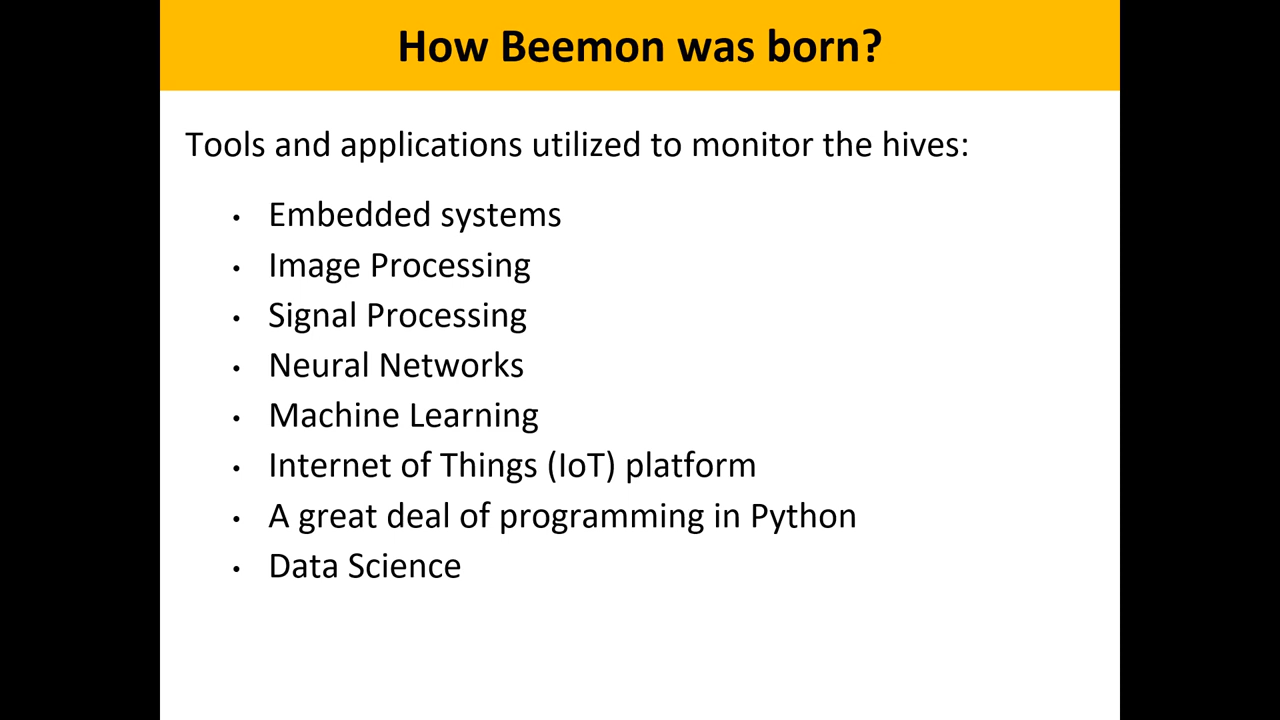 How Beemon was born?
Tools and applications utilized to monitor the hives:
• Embedded systems
• Image Processing
• Signal Processing
• Neural Networks
• Machine Learning
• Internet of Things (IoT) platform
• A great deal of programming in Python
• Data Science